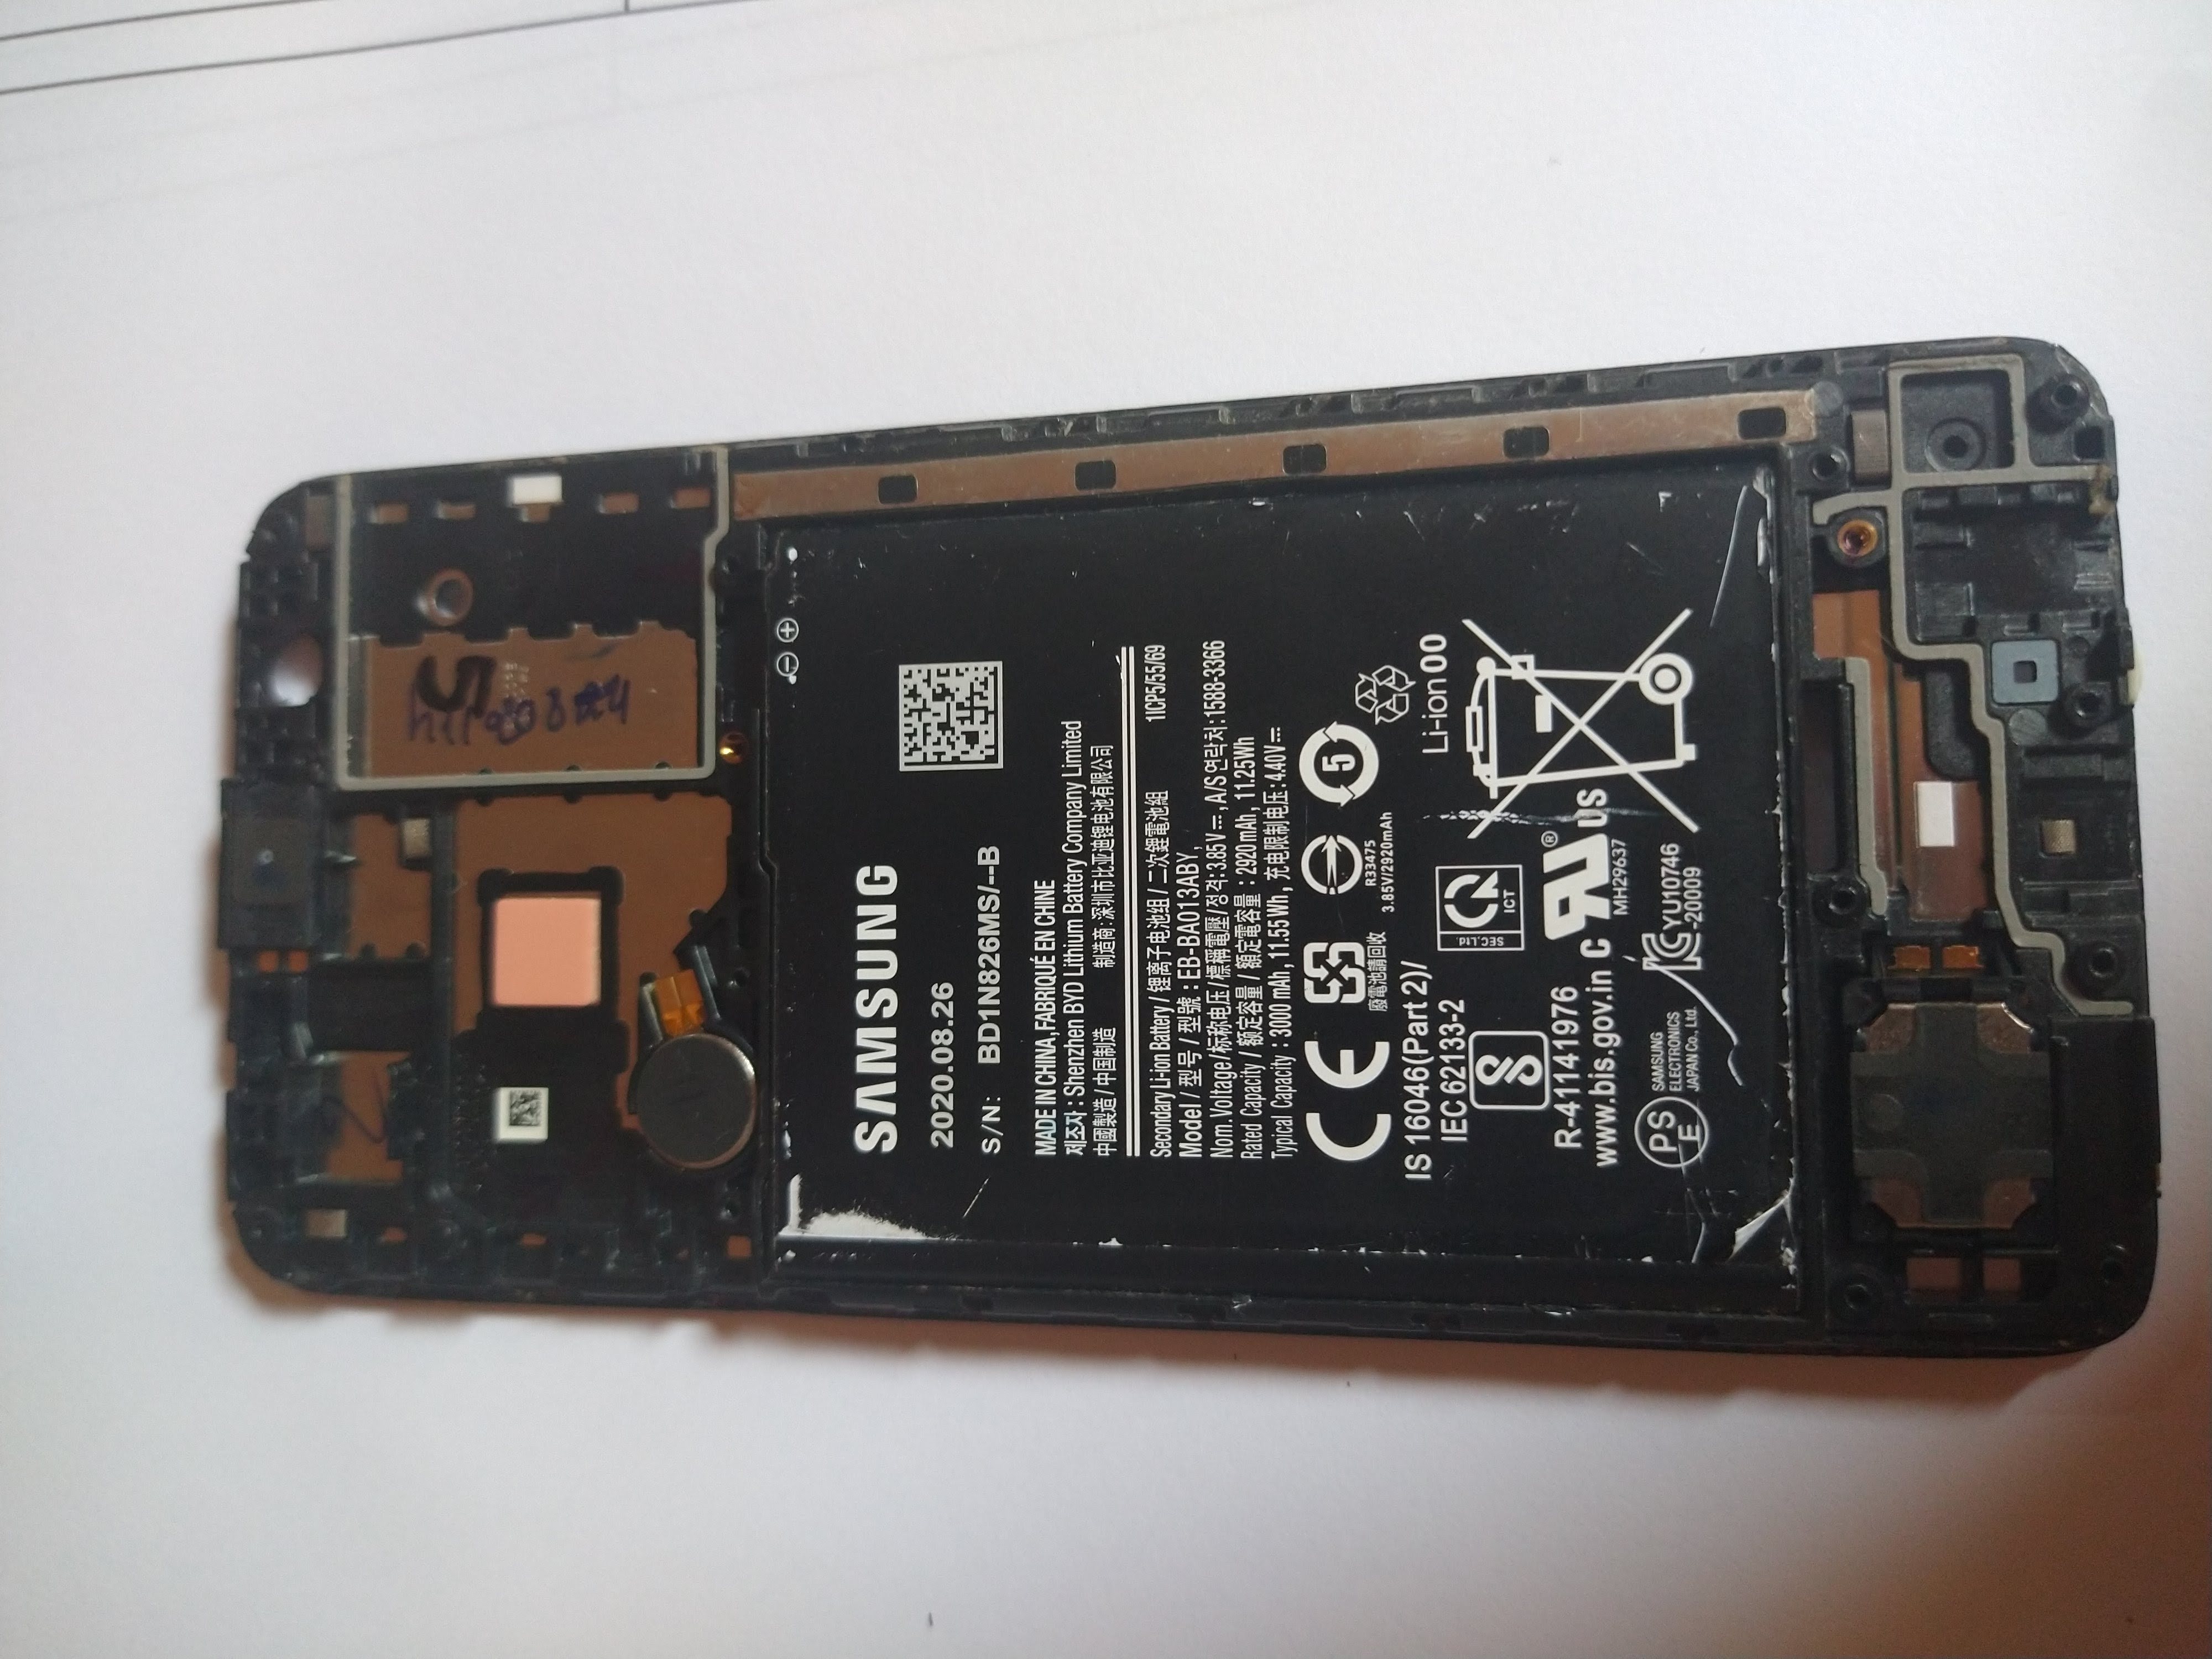 ⊖ ⊕
SAMSUNG
2020.08.26
S/N: BD1N826MS/--B
MADE IN CHINA,FABRIQUÉ EN CHINE
제조자 : Shenzhen BYD Lithium Battery Company Limited
中國製造 / 中国制造 制造商: 深圳市比亚迪锂电池有限公司
Secondary Li-ion Battery / 锂离子电池组 / 二次鋰電池組 1ICP5/55/69
Model / 型号 / 型號 : EB-BA013ABY,
Nom.Voltage/标称电压/標稱電壓/정격: 3.85V⎓, A/S연락처:1588-3366
Rated Capacity / 额定容量 / 額定電容量 : 2920mAh, 11.25Wh
Typical Capacity : 3000 mAh, 11.55Wh, 充电限制电压:4.40V⎓
CE
廢電池請回收
R33475
3.85V/2920mAh
5
IS 16046(Part 2)/
IEC 62133-2
Li-ion 00
SEC.Ltd.
ICT
R-41141976
www.bis.gov.in
C RU ® US
MH29637
PSE
SAMSUNG
ELECTRONICS
JAPAN Co., Ltd.
KC
YU10746
-20009